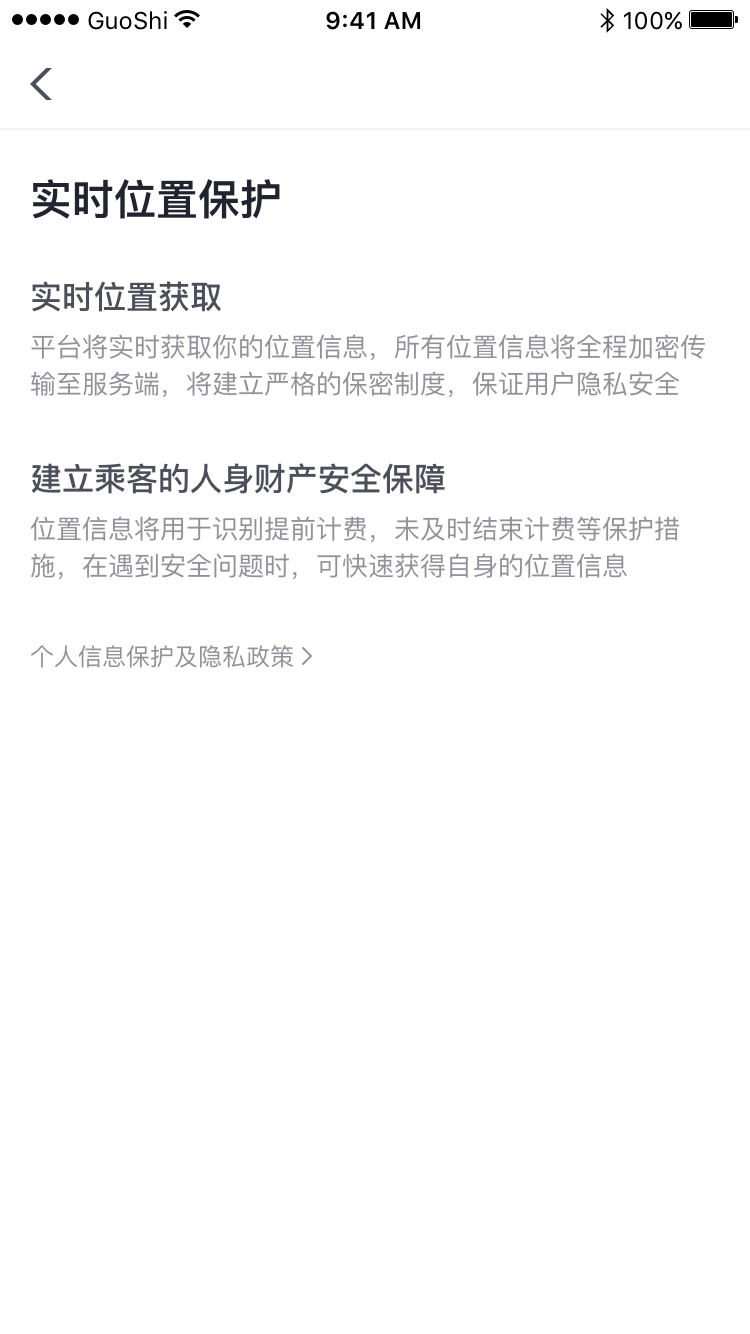 GuoShi 9:41 AM 100%
实时位置保护
实时位置获取
平台将实时获取你的位置信息，所有位置信息将全程加密传
输至服务端，将建立严格的保密制度，保证用户隐私安全
建立乘客的人身财产安全保障
位置信息将用于识别提前计费，未及时结束计费等保护措
施，在遇到安全问题时，可快速获得自身的位置信息
个人信息保护及隐私政策